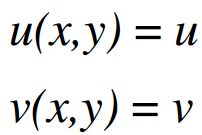 u(x,y) = u
v(x,y) = v